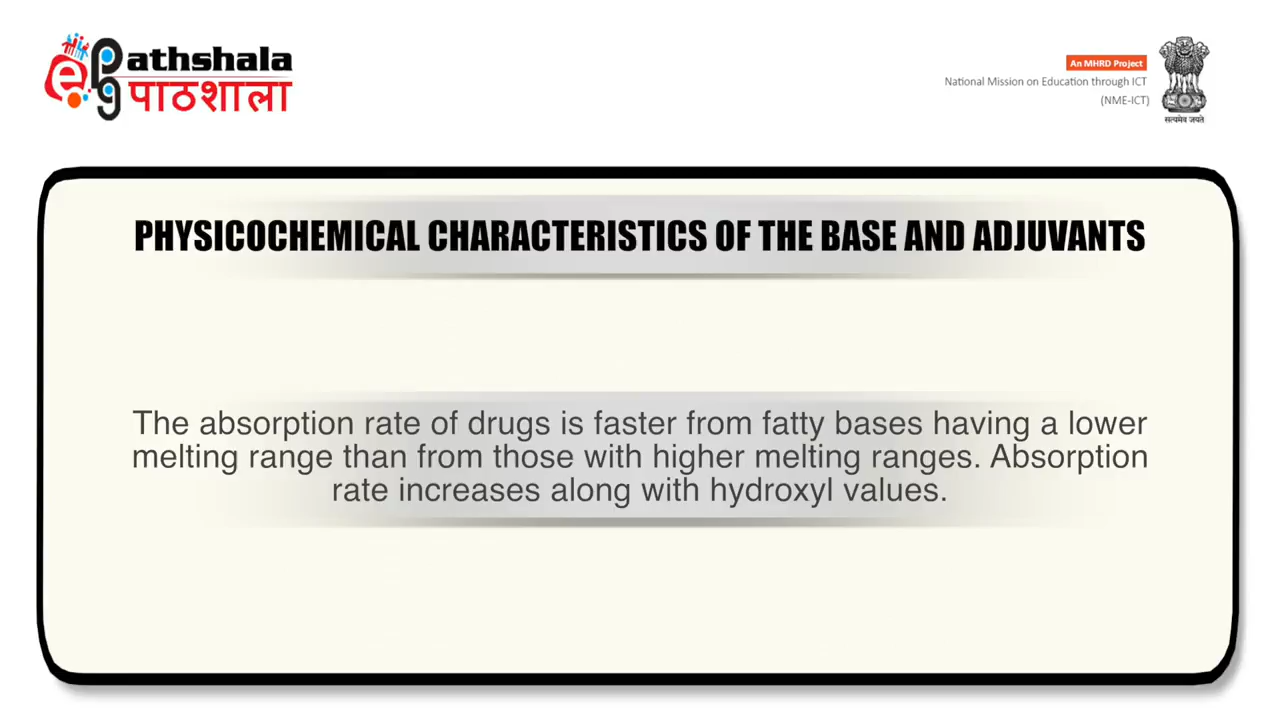 ePg Pathshala
पाठशाला
An MHRD Project
National Mission on Education through ICT
(NME-ICT)
सत्यमेव जयते
PHYSICOCHEMICAL CHARACTERISTICS OF THE BASE AND ADJUVANTS
The absorption rate of drugs is faster from fatty bases having a lower
melting range than from those with higher melting ranges. Absorption
rate increases along with hydroxyl values.